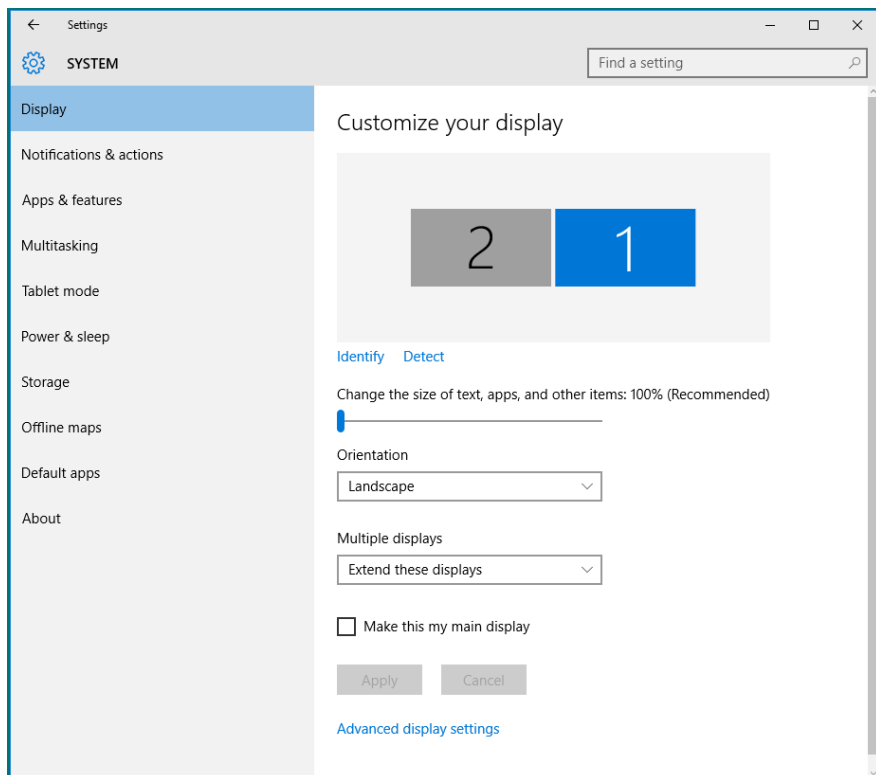 Settings
SYSTEM
Find a setting
Display
Notifications & actions
Apps & features
Multitasking
Tablet mode
Power & sleep
Storage
Offline maps
Default apps
About
Customize your display
2 1
Identify Detect
Change the size of text, apps, and other items: 100% (Recommended)
Orientation
Landscape
Multiple displays
Extend these displays
Make this my main display
Apply Cancel
Advanced display settings